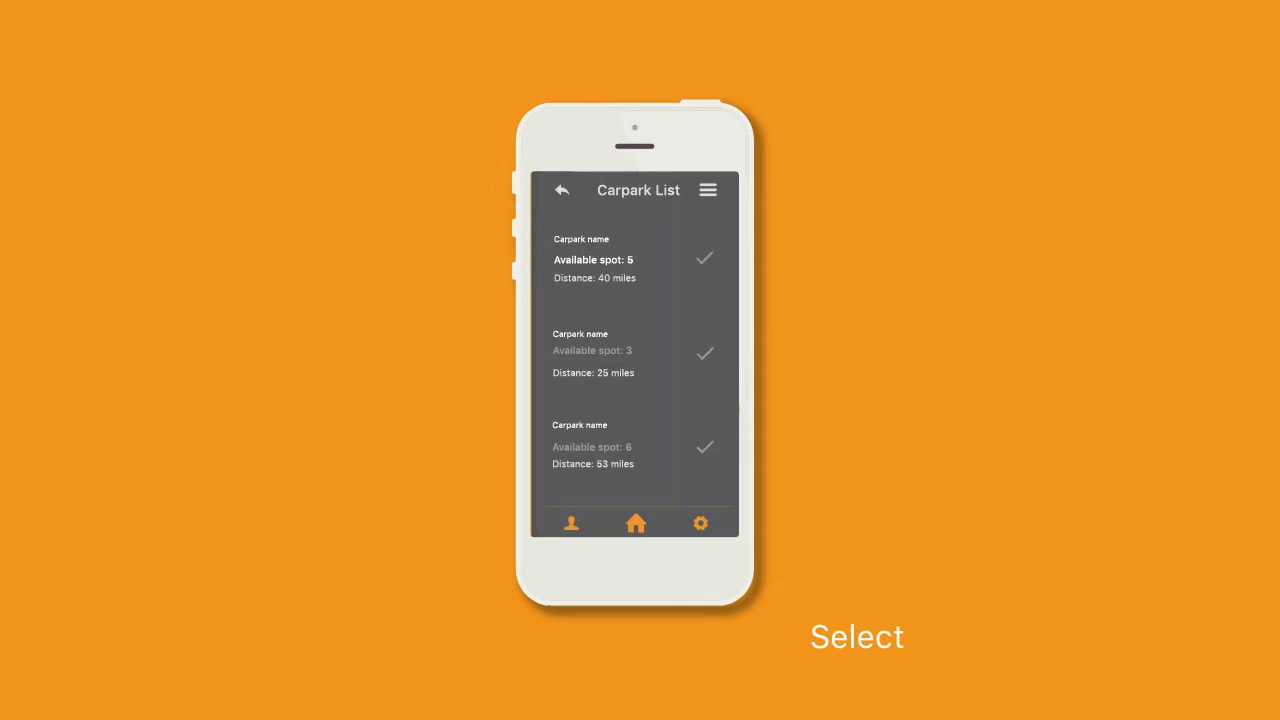 Carpark List
Carpark name
Available spot: 5
Distance: 40 miles
Carpark name
Available spot: 3
Distance: 25 miles
Carpark name
Available spot: 6
Distance: 53 miles
Select